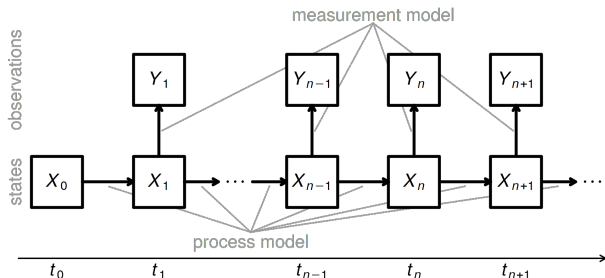 measurement model
observations
Y1 Yn−1 Yn Yn+1
states
X0 X1 ··· Xn−1 Xn Xn+1 ···
process model
t0 t1 tn−1 tn tn+1